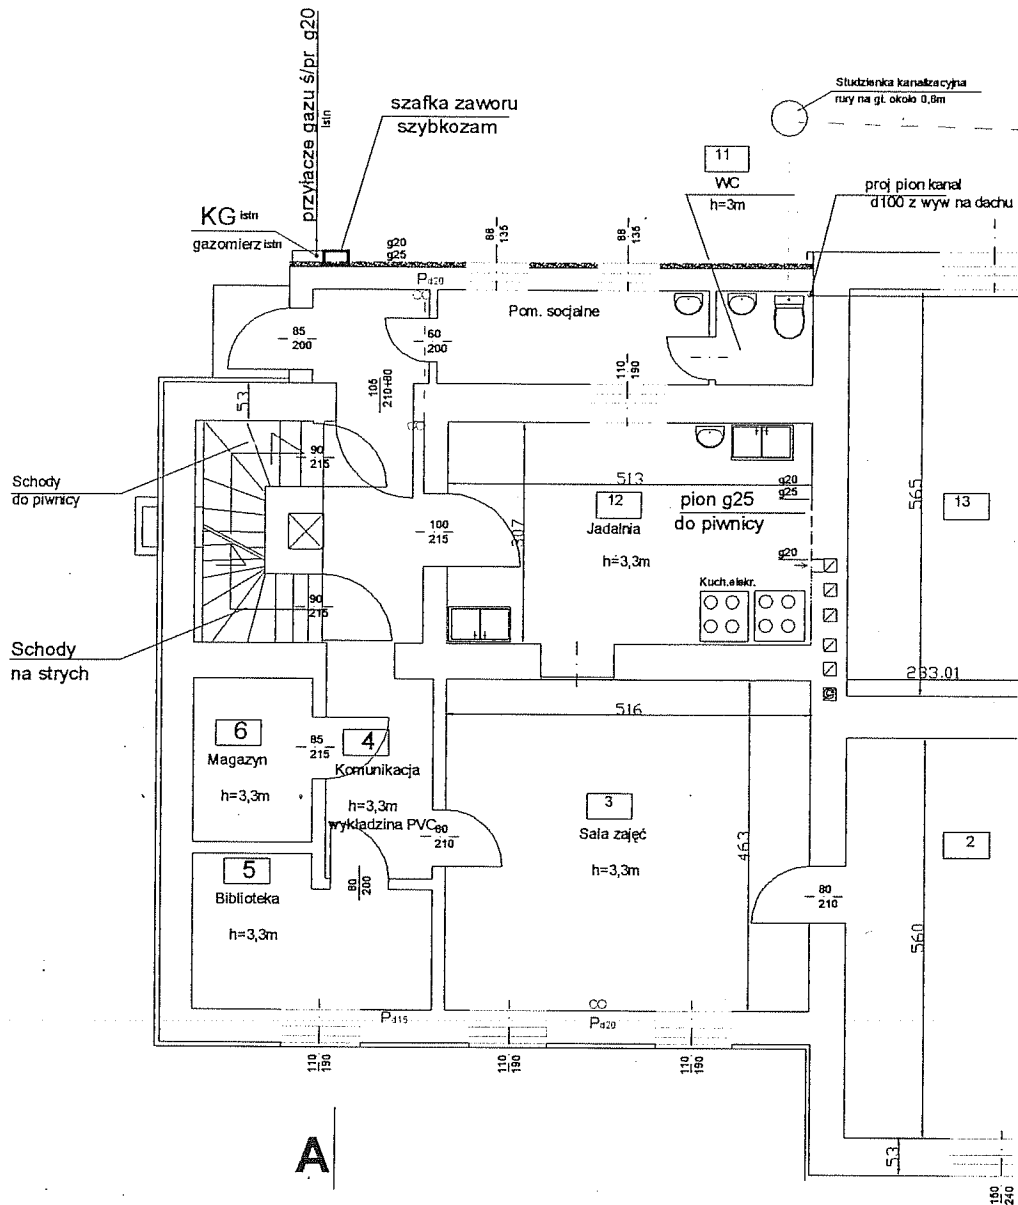 przyłacze gazu ś/pr g20
istn
szafka zaworu
szybkozam
Studzienka kanalizacyjna
rury na gł. około 0,8m
11
WC
h=3m
proj pion kanal
d100 z wyw na dachu
KG istn
gazomierz istn
g20
g25
88
135
88
135
Pd20
CO
Pom. socjalne
85
200
60
200
105
210+80
110
190
53
90
215
Schody
do piwnicy
513
g20
g25
12
pion g25
do piwnicy
Jadalnia
h=3,3m
307
100
215
565
13
g20
Kuch.elekr.
90
215
Schody
na strych
233.01
516
6
Magazyn
h=3,3m
85
215
4
Komunikacja
h=3,3m
wykładzina PVC
3
Sala zajęć
h=3,3m
463
2
80
210
5
Biblioteka
h=3,3m
80
200
80
210
560
CO
Pd15
Pd20
110
190
110
190
110
190
A
53
150
240